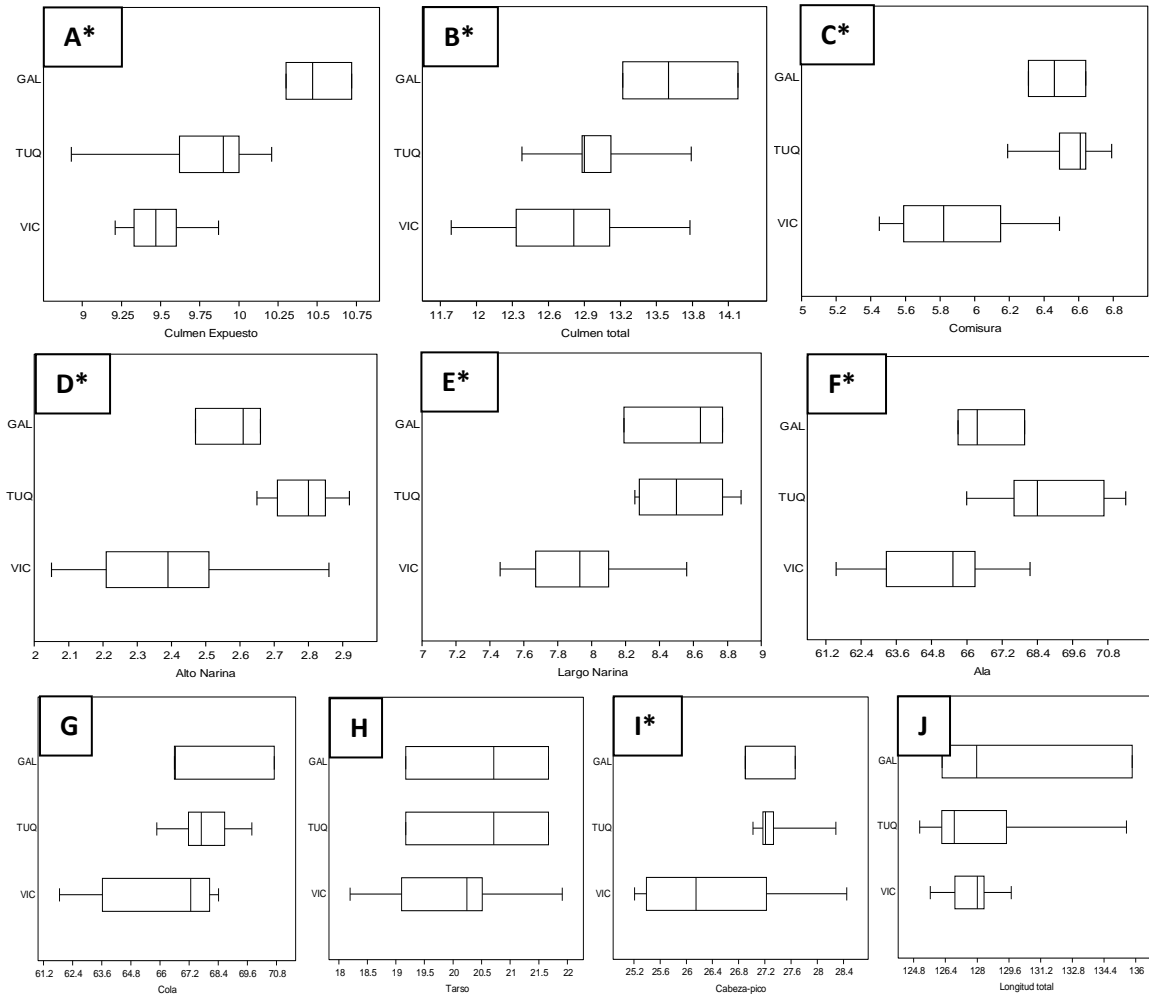 A*
GAL
TUQ
VIC
9 9.25 9.5 9.75 10 10.25 10.5 10.75
Culmen Expuesto
B*
GAL
TUQ
VIC
11.7 12 12.3 12.6 12.9 13.2 13.5 13.8 14.1
Culmen total
C*
GAL
TUQ
VIC
5 5.2 5.4 5.6 5.8 6 6.2 6.4 6.6 6.8
Comisura
D*
GAL
TUQ
VIC
2 2.1 2.2 2.3 2.4 2.5 2.6 2.7 2.8 2.9
Alto Narina
E*
GAL
TUQ
VIC
7 7.2 7.4 7.6 7.8 8 8.2 8.4 8.6 8.8 9
Largo Narina
F*
GAL
TUQ
VIC
61.2 62.4 63.6 64.8 66 67.2 68.4 69.6 70.8
Ala
G
GAL
TUQ
VIC
61.2 62.4 63.6 64.8 66 67.2 68.4 69.6 70.8
Cola
H
GAL
TUQ
VIC
18 18.5 19 19.5 20 20.5 21 21.5 22
Tarso
I*
GAL
TUQ
VIC
25.2 25.6 26 26.4 26.8 27.2 27.6 28 28.4
Cabeza-pico
J
GAL
TUQ
VIC
124.8 126.4 128 129.6 131.2 132.8 134.4 136
Longitud total